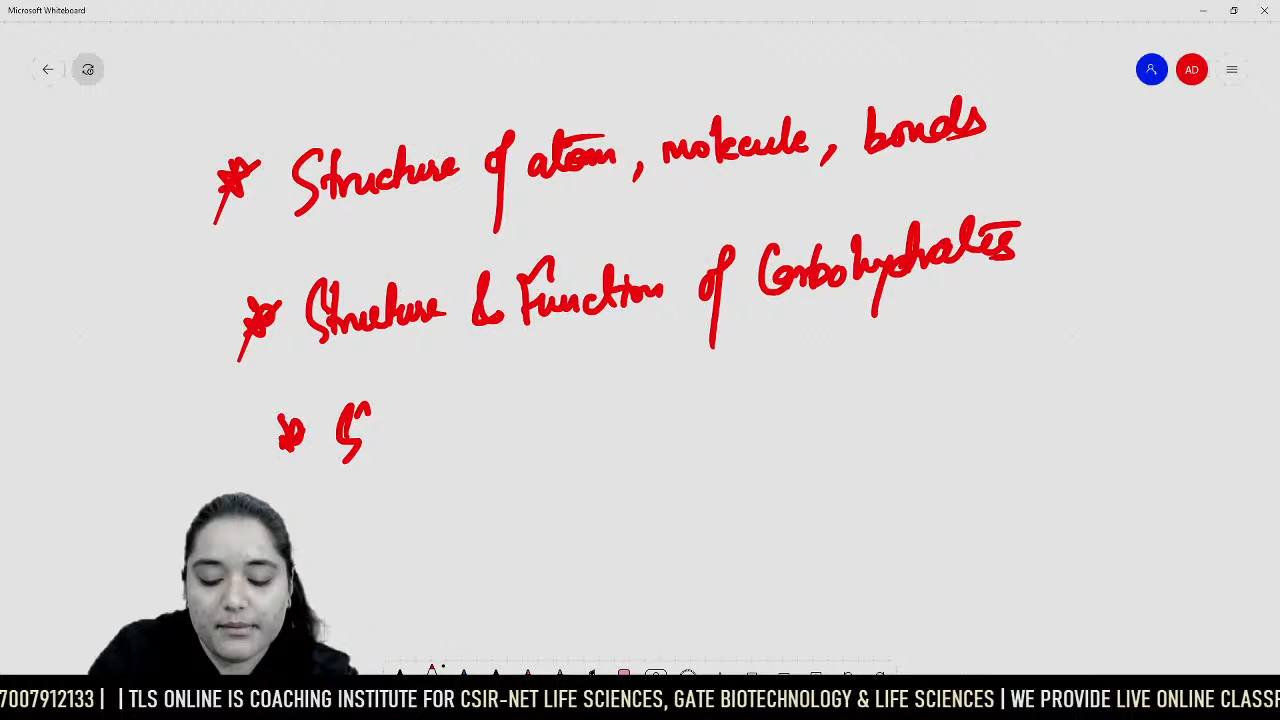 Microsoft Whiteboard
AD
* Structure of atom, molecule, bonds
* Structure & Function of Carbohydrates
* S
7007912133 | | TLS ONLINE IS COACHING INSTITUTE FOR CSIR-NET LIFE SCIENCES, GATE BIOTECHNOLOGY & LIFE SCIENCES | WE PROVIDE LIVE ONLINE CLASSE